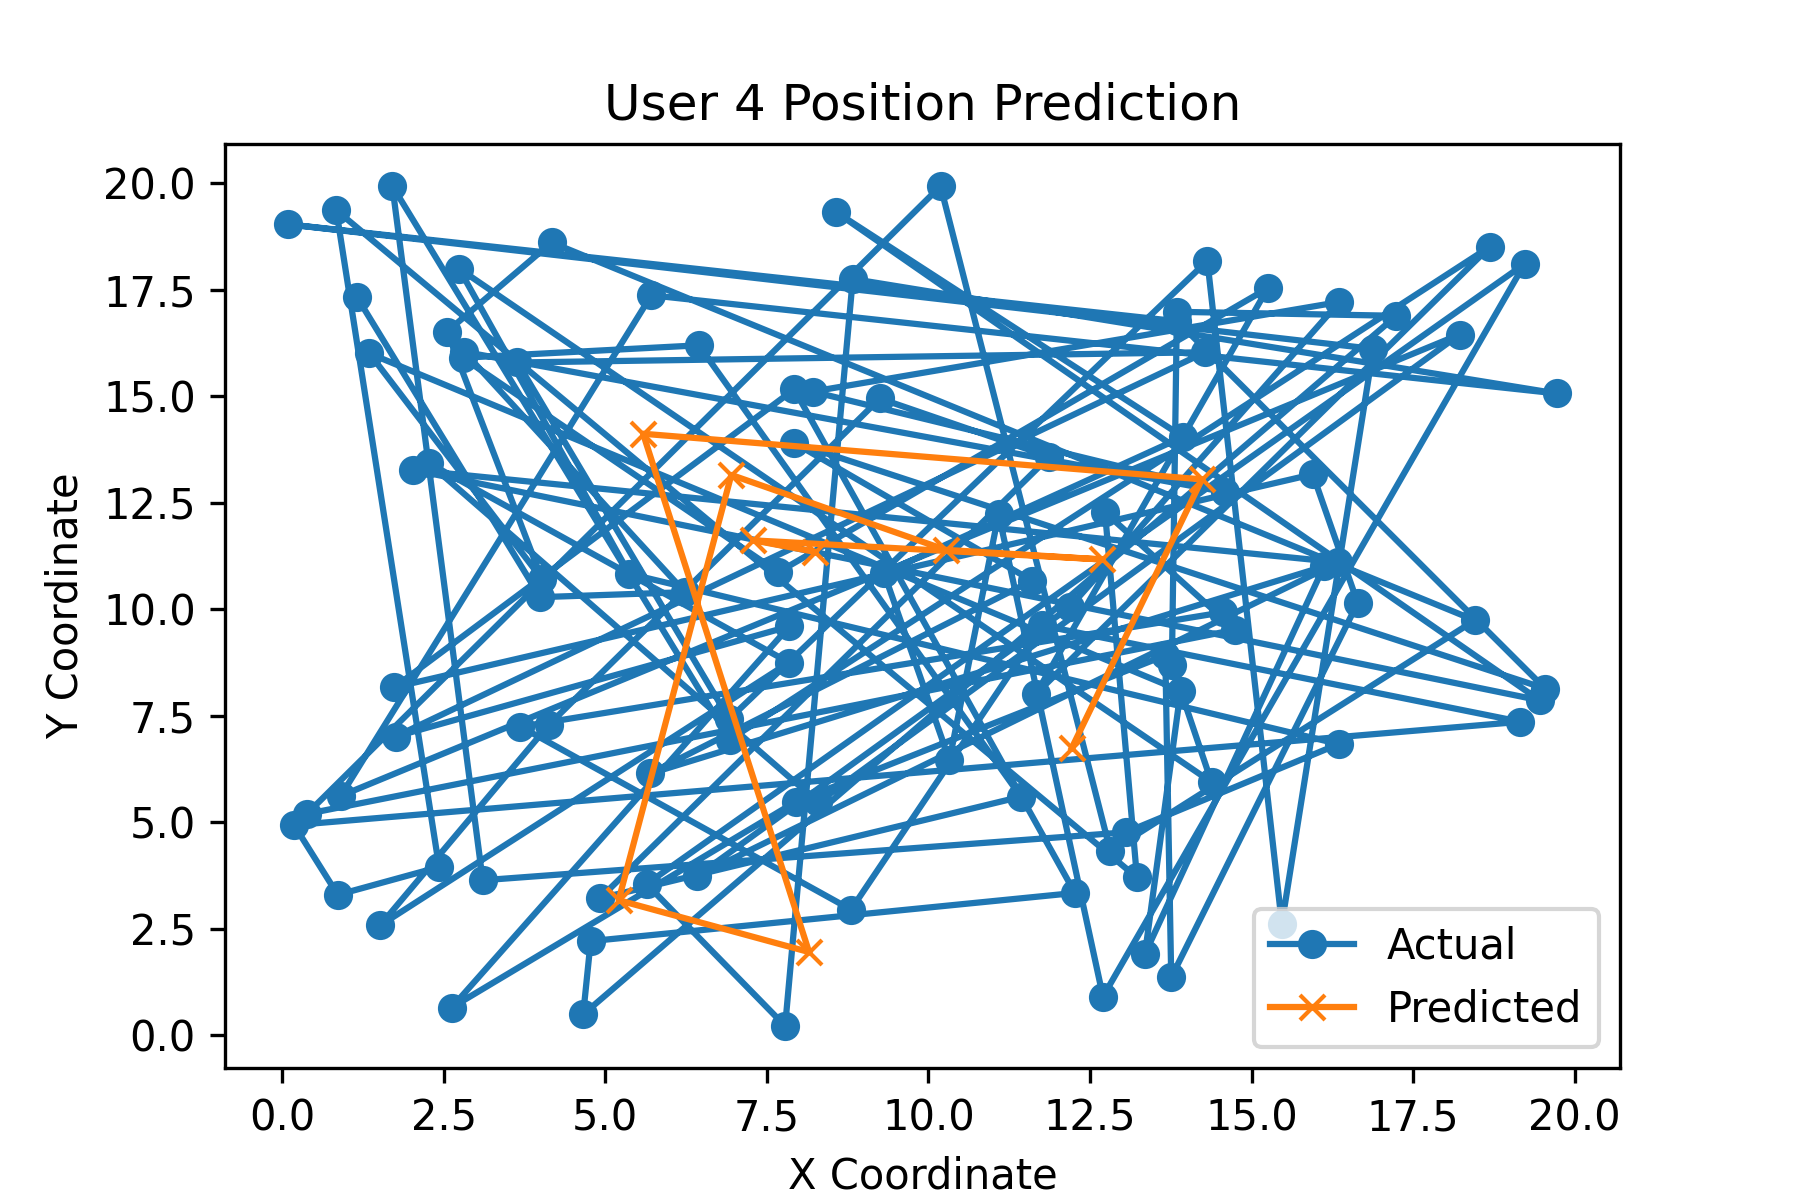 User 4 Position Prediction
20.0
17.5
15.0
12.5
10.0
7.5
5.0
2.5
0.0
Y Coordinate
Actual
Predicted
0.0 2.5 5.0 7.5 10.0 12.5 15.0 17.5 20.0
X Coordinate